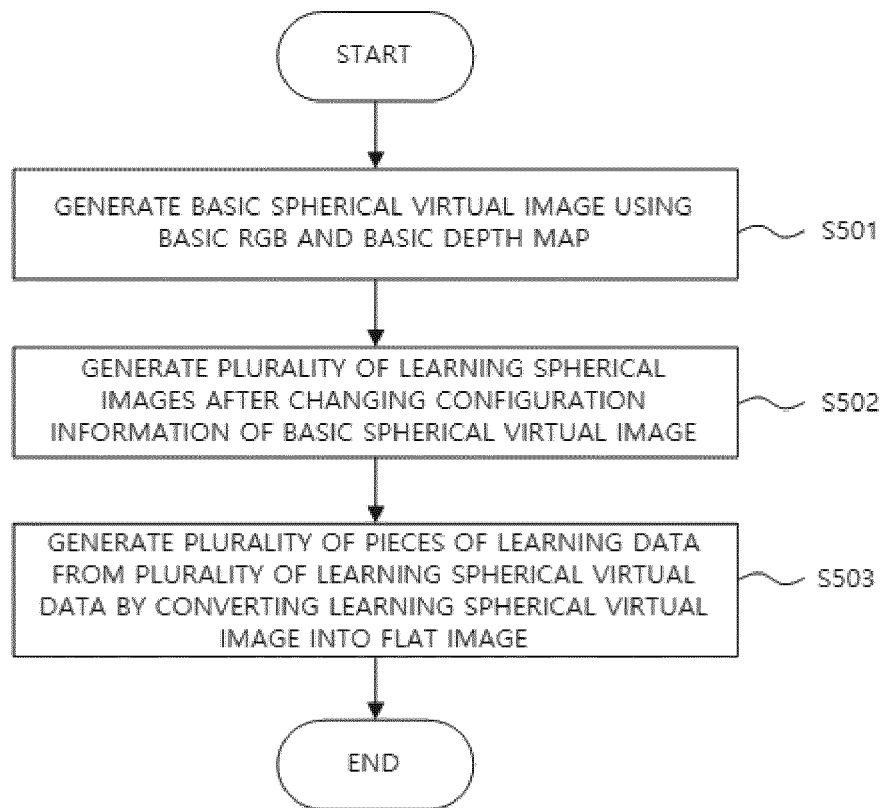 START
GENERATE BASIC SPHERICAL VIRTUAL IMAGE USING
BASIC RGB AND BASIC DEPTH MAP
S501
GENERATE PLURALITY OF LEARNING SPHERICAL
IMAGES AFTER CHANGING CONFIGURATION
INFORMATION OF BASIC SPHERICAL VIRTUAL IMAGE
S502
GENERATE PLURALITY OF PIECES OF LEARNING DATA
FROM PLURALITY OF LEARNING SPHERICAL VIRTUAL
DATA BY CONVERTING LEARNING SPHERICAL VIRTUAL
IMAGE INTO FLAT IMAGE
S503
END